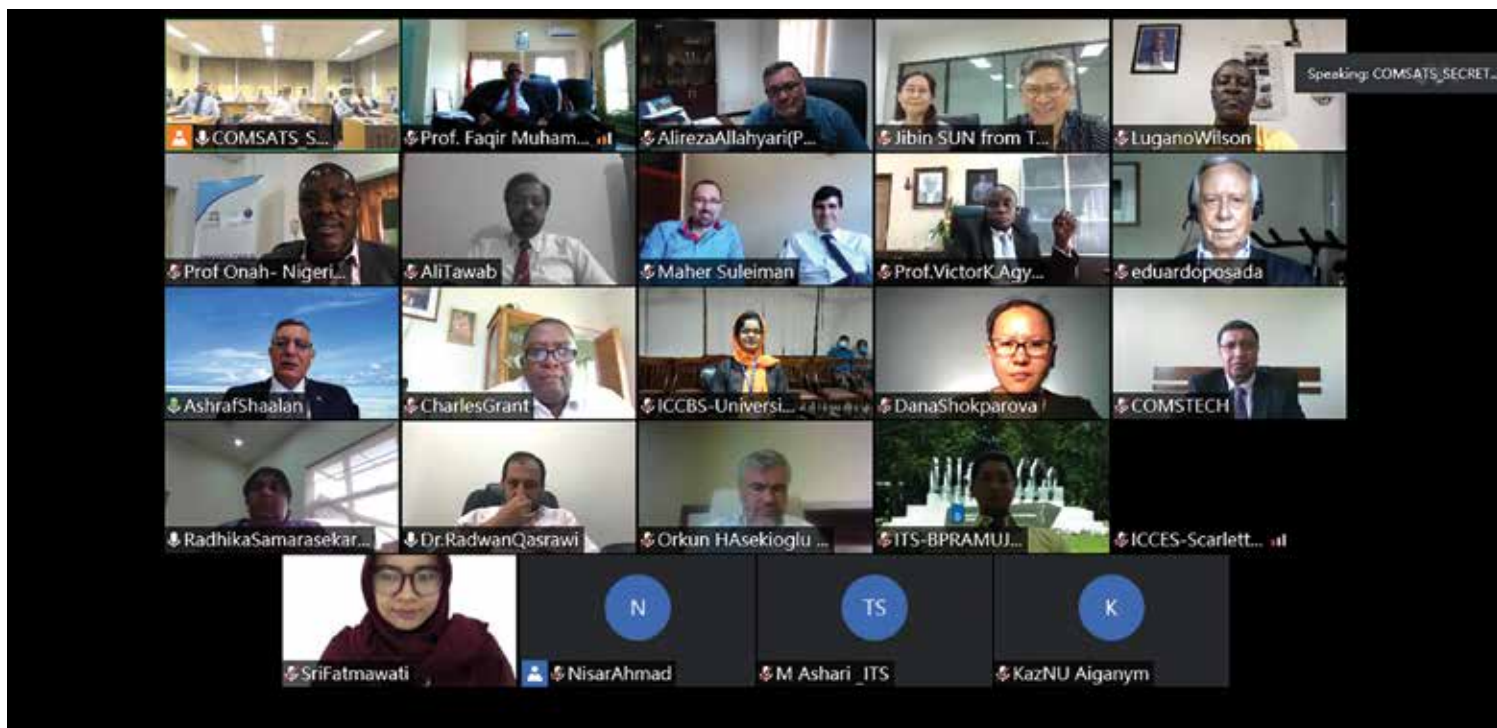 Speaking: COMSATS_SECRET...
COMSATS_S...
Prof. Faqir Muham...
AlirezaAllahyari(P...
Jibin SUN from T...
LuganoWilson
Prof Onah- Nigeri...
AliTawab
Maher Suleiman
Prof.VictorK.Agy...
eduardoposada
AshrafShaalan
CharlesGrant
ICCBS-Universi...
DanaShokparova
COMSTECH
RadhikaSamarasekar...
Dr.RadwanQasrawi
Orkun HAsekioglu ...
ITS-BPRAMUJ...
ICCES-Scarlett...
SriFatmawati
N
NisarAhmad
TS
M Ashari _ITS
K
KazNU Aiganym